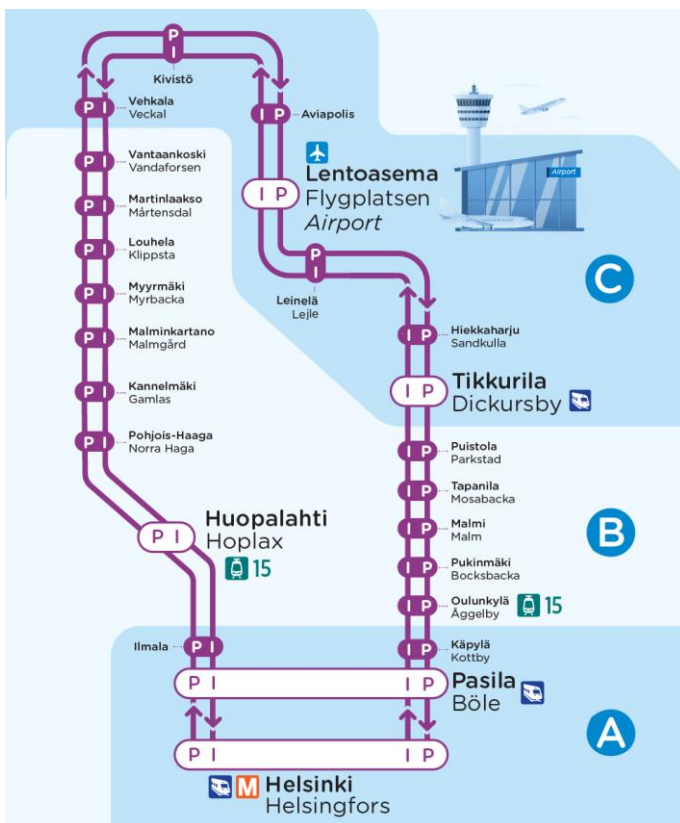 P
I
Kivistö
P I
Vehkala
Veckal
P I
Vantaankoski
Vandaforsen
P I
Martinlaakso
Mårtensdal
P I
Louhela
Klippsta
P I
Myyrmäki
Myrbacka
P I
Malminkartano
Malmgård
P I
Kannelmäki
Gamlas
P I
Pohjois-Haaga
Norra Haga
P I
Huopalahti
Hoplax
15
Ilmala
P I
I P
Aviapolis
I P
Lentoasema
Flygplatsen
Airport
Airport
P
I
Leinelä
Lejle
C
I P
Hiekkaharju
Sandkulla
I P
Tikkurila
Dickursby
I P
Puistola
Parkstad
I P
Tapanila
Mosabacka
I P
Malmi
Malm
B
I P
Pukinmäki
Bocksbacka
I P
Oulunkylä
Åggelby
15
I P
Käpylä
Kottby
P I I P
Pasila
Böle
A
P I I P
M Helsinki
Helsingfors